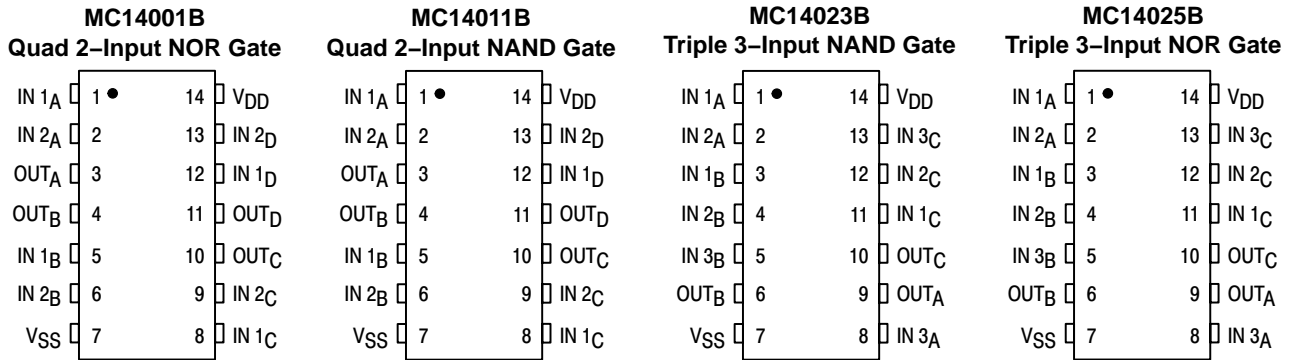 MC14001B
Quad 2–Input NOR Gate
IN 1A 1 14 VDD
IN 2A 2 13 IN 2D
OUTA 3 12 IN 1D
OUTB 4 11 OUTD
IN 1B 5 10 OUTC
IN 2B 6 9 IN 2C
VSS 7 8 IN 1C
MC14011B
Quad 2–Input NAND Gate
IN 1A 1 14 VDD
IN 2A 2 13 IN 2D
OUTA 3 12 IN 1D
OUTB 4 11 OUTD
IN 1B 5 10 OUTC
IN 2B 6 9 IN 2C
VSS 7 8 IN 1C
MC14023B
Triple 3–Input NAND Gate
IN 1A 1 14 VDD
IN 2A 2 13 IN 3C
IN 1B 3 12 IN 2C
IN 2B 4 11 IN 1C
IN 3B 5 10 OUTC
OUTB 6 9 OUTA
VSS 7 8 IN 3A
MC14025B
Triple 3–Input NOR Gate
IN 1A 1 14 VDD
IN 2A 2 13 IN 3C
IN 1B 3 12 IN 2C
IN 2B 4 11 IN 1C
IN 3B 5 10 OUTC
OUTB 6 9 OUTA
VSS 7 8 IN 3A